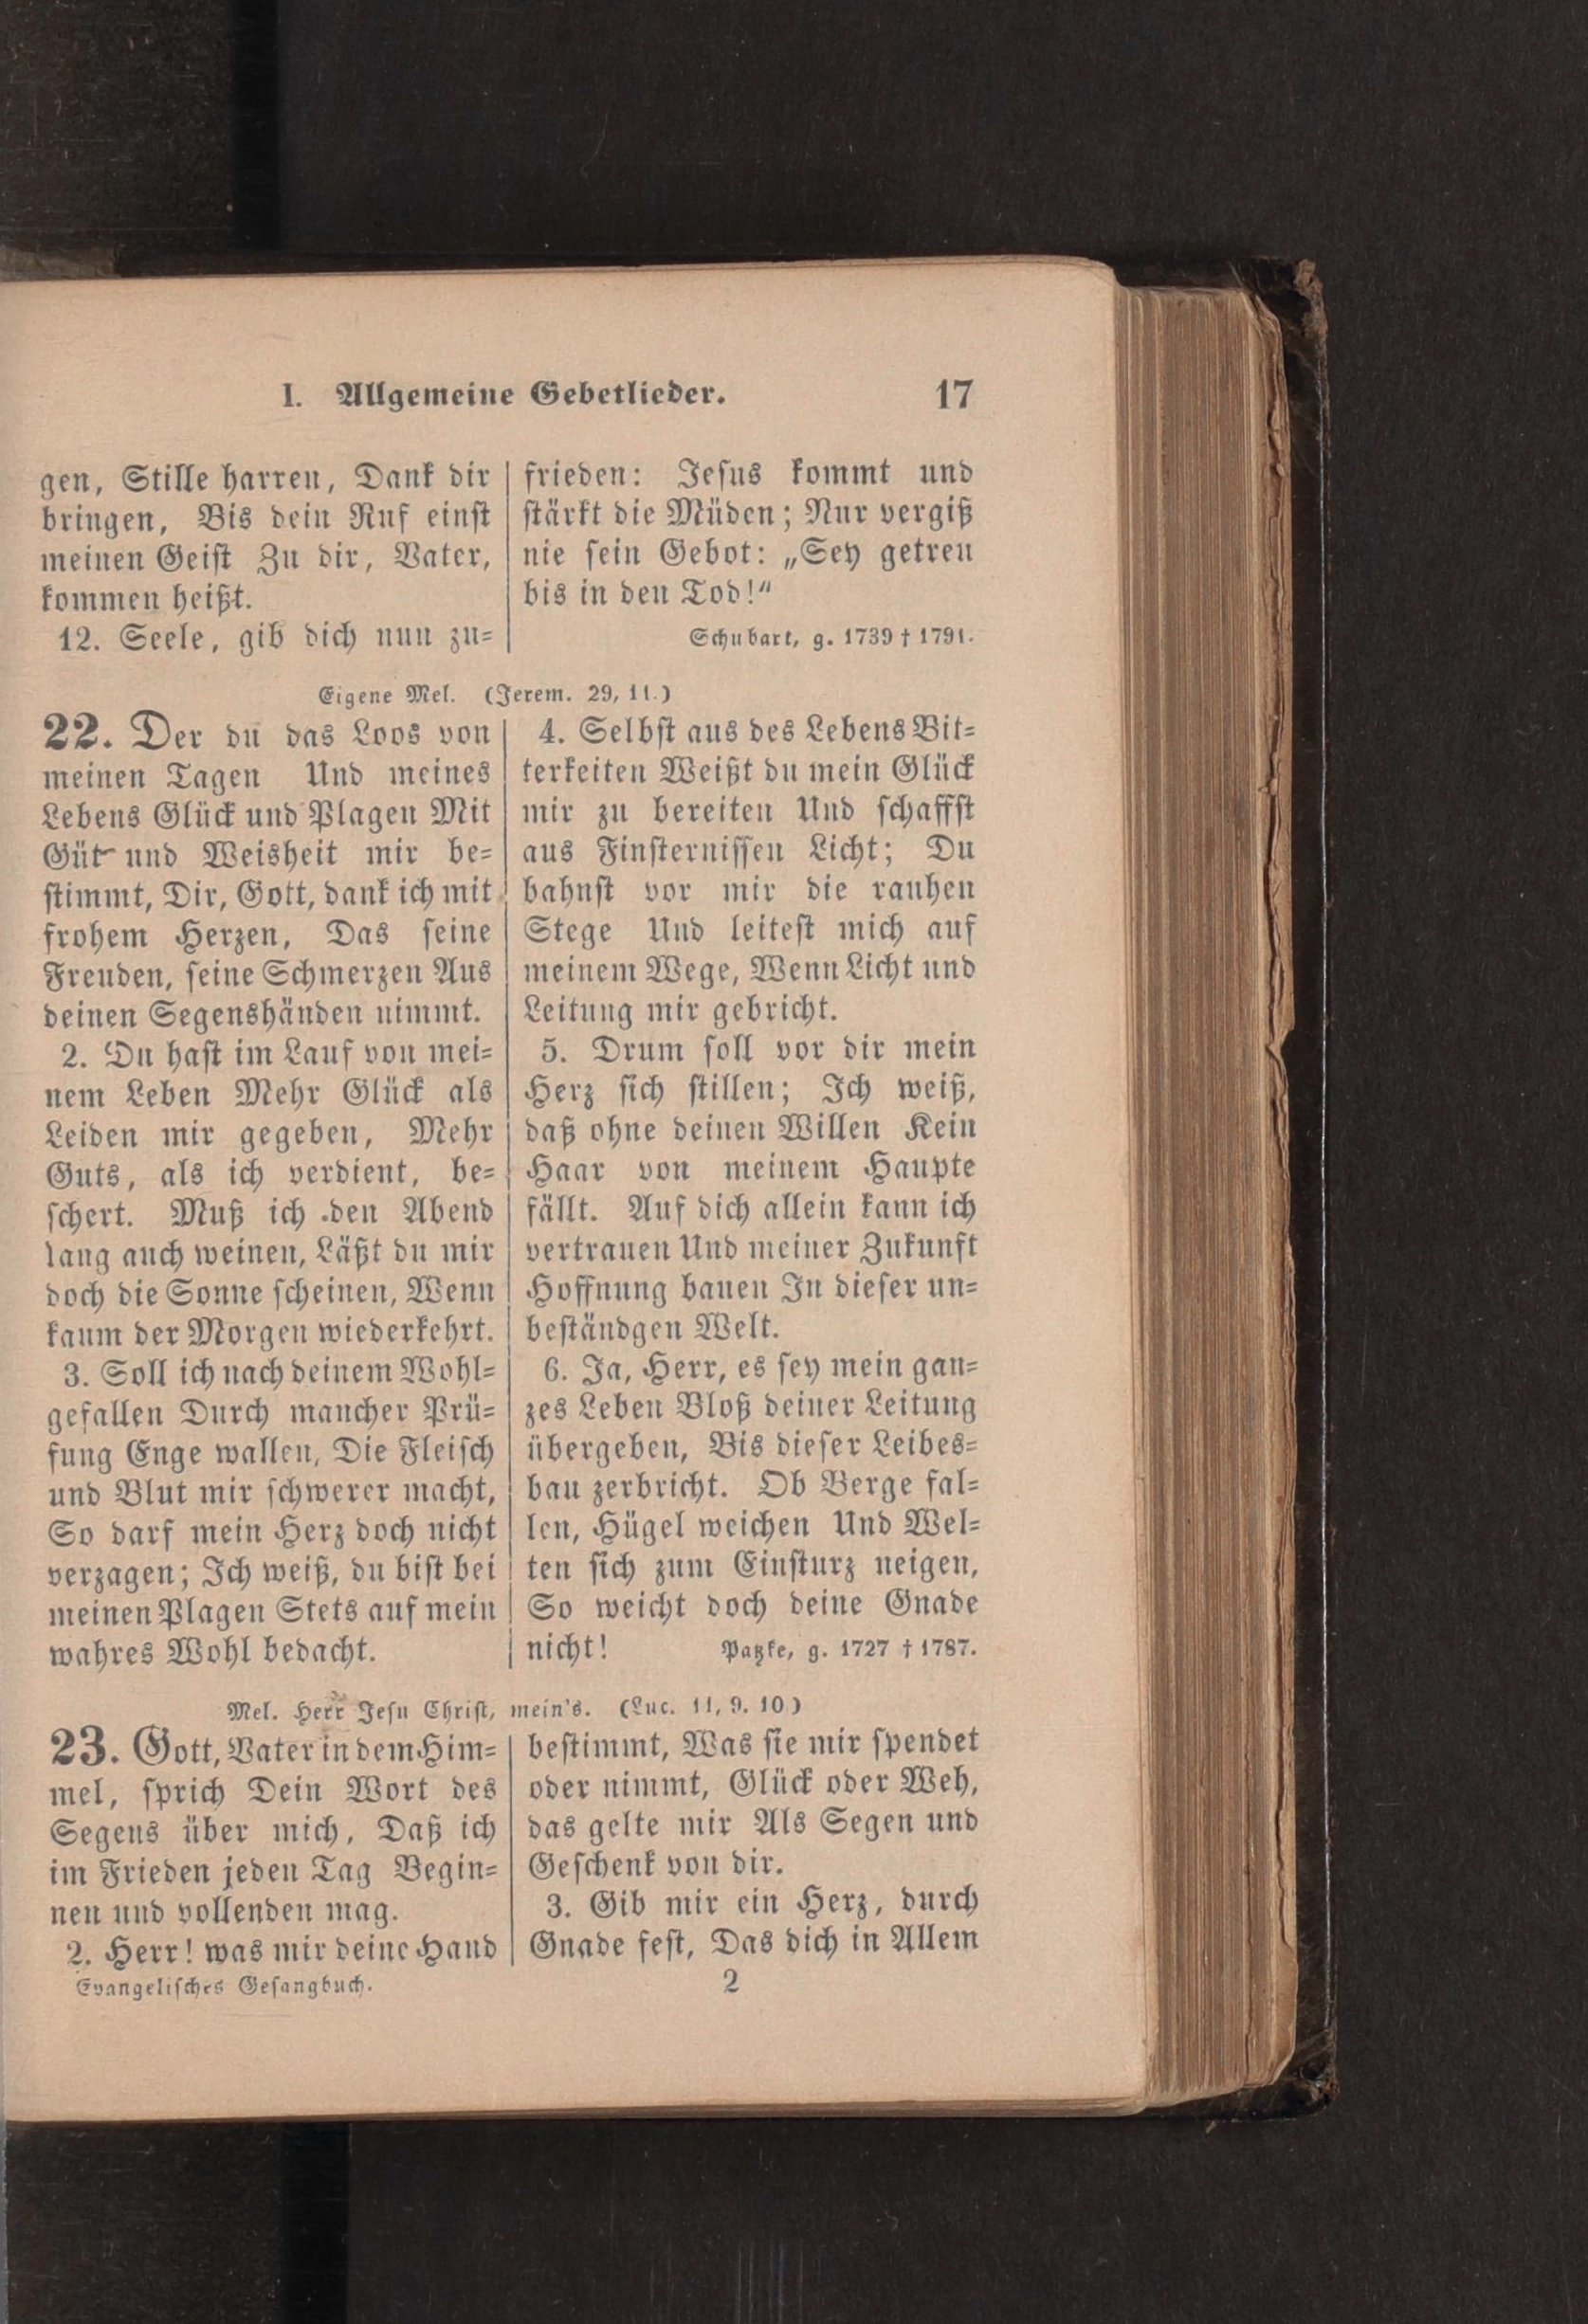 I. Allgemeine Gebetlieder. 17
gen, Stille harren, Dank dir
bringen, Bis dein Ruf einst
meinen Geist Zu dir, Vater,
kommen heißt.
12. Seele, gib dich nun zu-
frieden: Jesus kommt und
stärkt die Müden; Nur vergiß
nie sein Gebot: „Sey getreu
bis in den Tod!“
Schubart, g. 1739 † 1791.
Eigene Mel. (Jerem. 29, 11.)
22. Der du das Loos von
meinen Tagen Und meines
Lebens Glück und Plagen Mit
Güt und Weisheit mir be-
stimmt, Dir, Gott, dank ich mit
frohem Herzen, Das seine
Freuden, seine Schmerzen Aus
deinen Segenshänden nimmt.
2. Du hast im Lauf von mei-
nem Leben Mehr Glück als
Leiden mir gegeben, Mehr
Guts, als ich verdient, be-
schert. Muß ich den Abend
lang auch weinen, Läßt du mir
doch die Sonne scheinen, Wenn
kaum der Morgen wiederkehrt.
3. Soll ich nach deinem Wohl-
gefallen Durch mancher Prü-
fung Enge wallen, Die Fleisch
und Blut mir schwerer macht,
So darf mein Herz doch nicht
verzagen; Ich weiß, du bist bei
meinen Plagen Stets auf mein
wahres Wohl bedacht.
4. Selbst aus des Lebens Bit-
terkeiten Weißt du mein Glück
mir zu bereiten Und schaffst
aus Finsternissen Licht; Du
bahnst vor mir die rauhen
Stege Und leitest mich auf
meinem Wege, Wenn Licht und
Leitung mir gebricht.
5. Drum soll vor dir mein
Herz sich stillen; Ich weiß,
daß ohne deinen Willen Kein
Haar von meinem Haupte
fällt. Auf dich allein kann ich
vertrauen Und meiner Zukunft
Hoffnung bauen In dieser un-
beständgen Welt.
6. Ja, Herr, es sey mein gan-
zes Leben Bloß deiner Leitung
übergeben, Bis dieser Leibes-
bau zerbricht. Ob Berge fal-
len, Hügel weichen Und Wel-
ten sich zum Einsturz neigen,
So weicht doch deine Gnade
nicht! Patzke, g. 1727 † 1787.
Mel. Herr Jesu Christ, mein's. (Luc. 11, 9. 10)
23. Gott, Vater in dem Him-
mel, sprich Dein Wort des
Segens über mich, Daß ich
im Frieden jeden Tag Begin-
nen und vollenden mag.
2. Herr! was mir deine Hand
bestimmt, Was sie mir spendet
oder nimmt, Glück oder Weh,
das gelte mir Als Segen und
Geschenk von dir.
3. Gib mir ein Herz, durch
Gnade fest, Das dich in Allem
Evangelisches Gesangbuch. 2